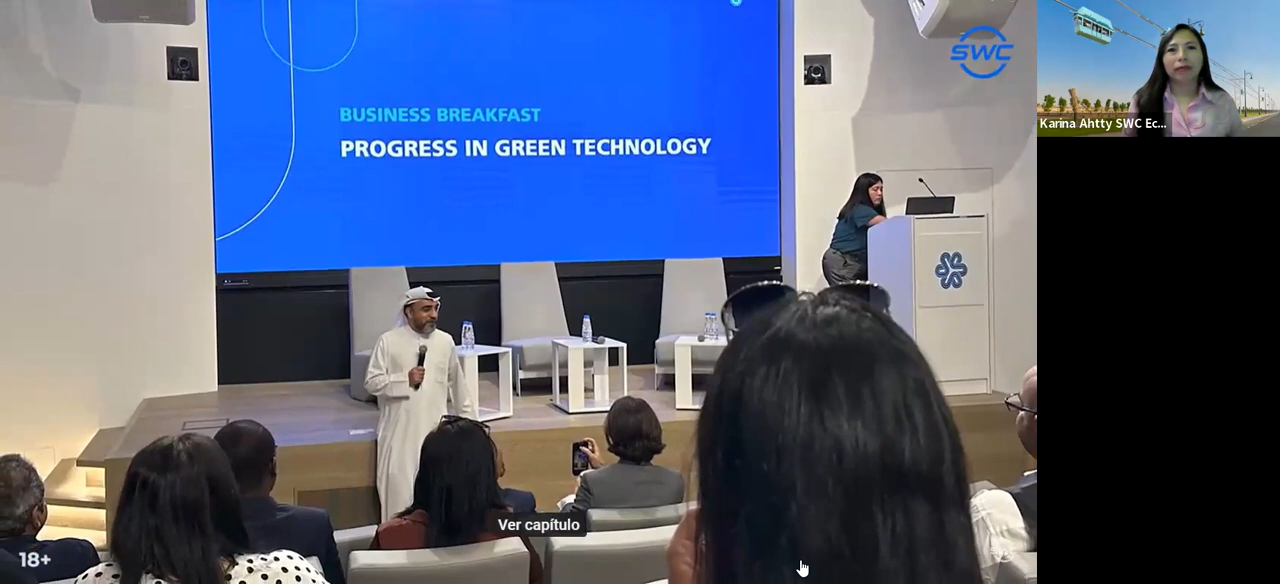 BUSINESS BREAKFAST
PROGRESS IN GREEN TECHNOLOGY
SWC
Karina Ahtty SWC Ec...
Ver capítulo
18+